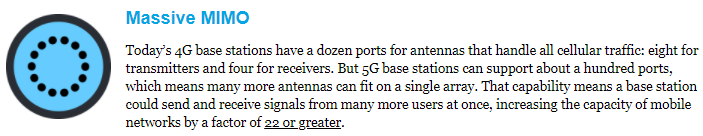 Massive MIMO
Today's 4G base stations have a dozen ports for antennas that handle all cellular traffic: eight for
transmitters and four for receivers. But 5G base stations can support about a hundred ports,
which means many more antennas can fit on a single array. That capability means a base station
could send and receive signals from many more users at once, increasing the capacity of mobile
networks by a factor of 22 or greater.